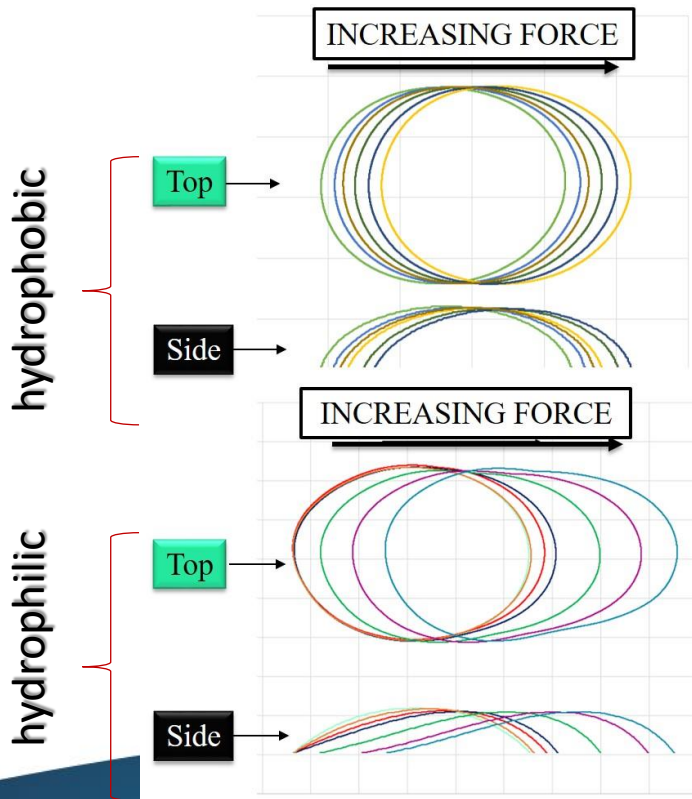 INCREASING FORCE
hydrophobic
Top
Side
INCREASING FORCE
hydrophilic
Top
Side